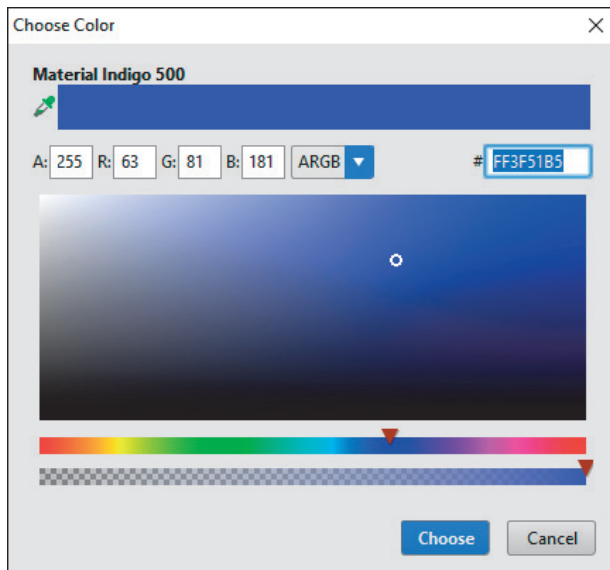 Choose Color
Material Indigo 500
A: 255 R: 63 G: 81 B: 181 ARGB # FF3F51B5
Choose Cancel